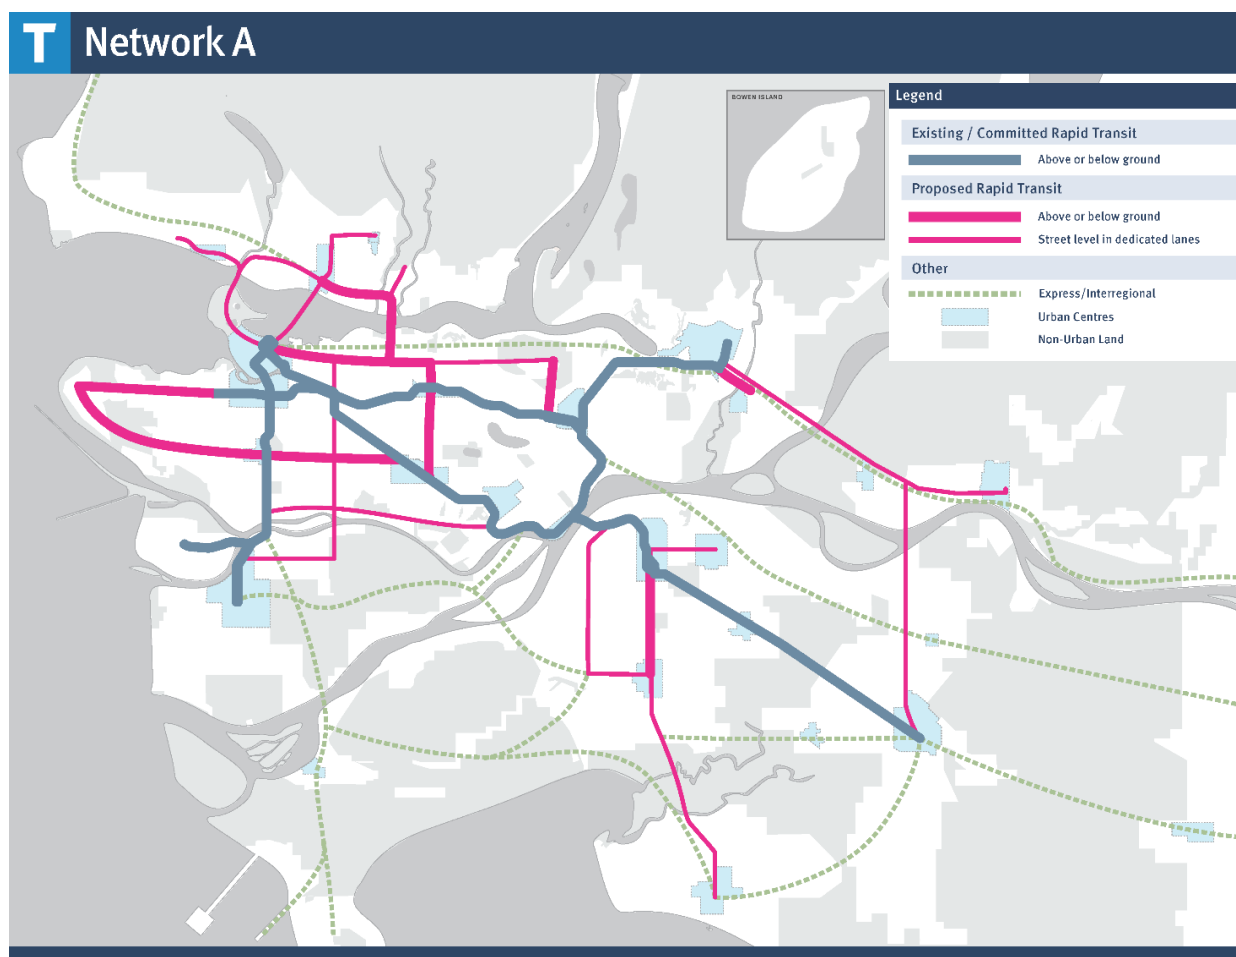 T Network A
BOWEN ISLAND
Legend
Existing / Committed Rapid Transit
Above or below ground
Proposed Rapid Transit
Above or below ground
Street level in dedicated lanes
Other
Express/Interregional
Urban Centres
Non-Urban Land